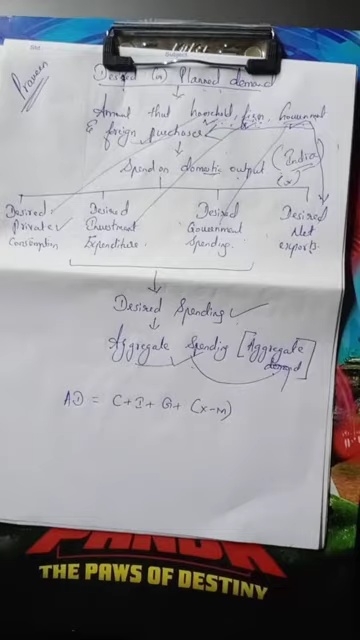 Praveen
Desired (or) Planned demand
Amount that household, firm, Government
& foreign purchases
Spend on domestic output (India)
Desired Private Consumption
Desired Investment Expenditure
Desired Government Spending
Desired Net exports
Desired Spending
Aggregate Spending [Aggregate demand]
AD = C+I+G+ (X-M)
PANDA
THE PAWS OF DESTINY